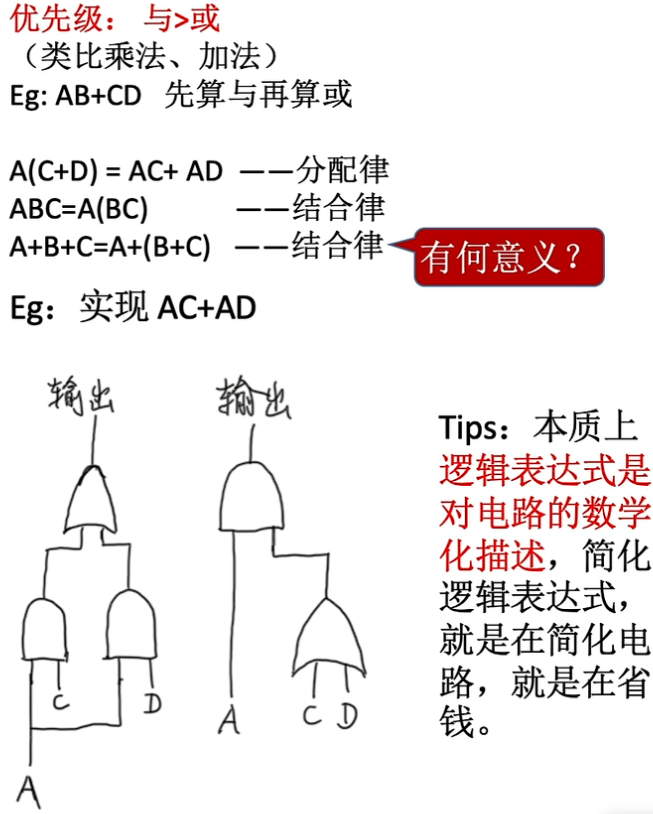 优先级： 与>或
（类比乘法、加法）
Eg: AB+CD 先算与再算或
A(C+D) = AC+ AD ——分配律
ABC=A(BC) ——结合律
A+B+C=A+(B+C) ——结合律
有何意义？
Eg：实现 AC+AD
输出
输出
C
D
A
A
C D
Tips：本质上
逻辑表达式是
对电路的数学
化描述，简化
逻辑表达式，
就是在简化电
路，就是在省
钱。